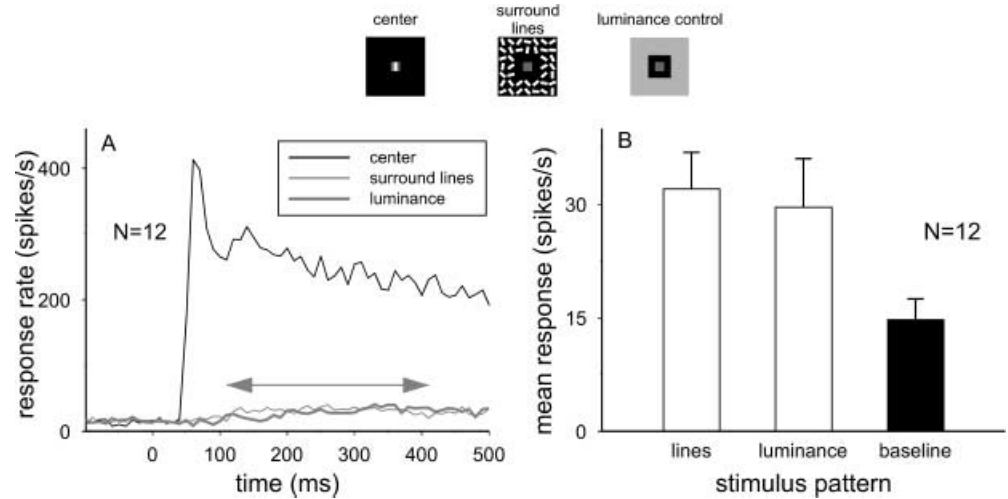 center
surround
lines
luminance control
A
N=12
center
surround lines
luminance
response rate (spikes/s)
400
200
0
0 100 200 300 400 500
time (ms)
B
N=12
mean response (spikes/s)
30
15
0
lines luminance baseline
stimulus pattern